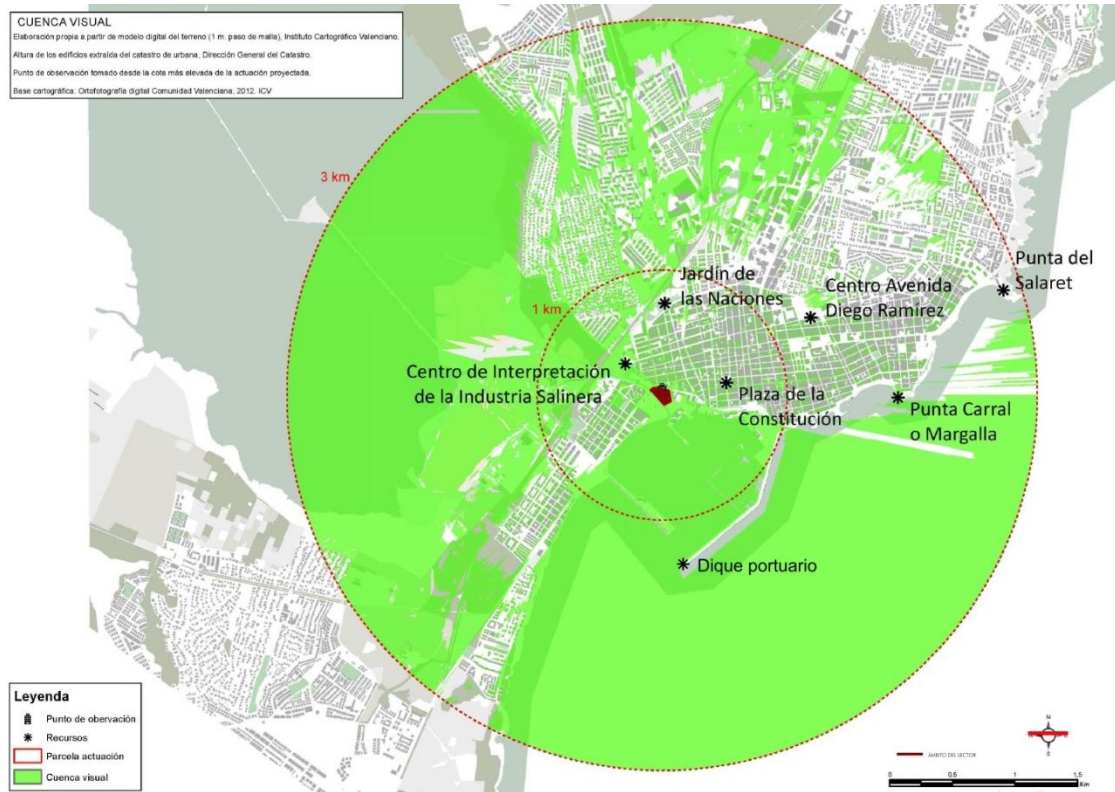 CUENCA VISUAL
Elaboración propia a partir de modelo digital del terreno (1 m. paso de malla), Instituto Cartográfico Valenciano.
Altura de los edificios extraída del catastro de urbana, Dirección General del Catastro.
Punto de observación tomado desde la cota más elevada de la actuación proyectada.
Base cartográfica: Ortofotografía digital Comunidad Valenciana, 2012. ICV
3 km
1 km
Jardín de
las Naciones
Centro Avenida
Diego Ramírez
Punta del
Salaret
Centro de Interpretación
de la Industria Salinera
Plaza de la
Constitución
Punta Carral
o Margalla
Dique portuario
Leyenda
Punto de obervación
Recursos
Parcela actuación
Cuenca visual
N
S
ÁMBITO DEL SECTOR
0 0,5 1 1,5
Km